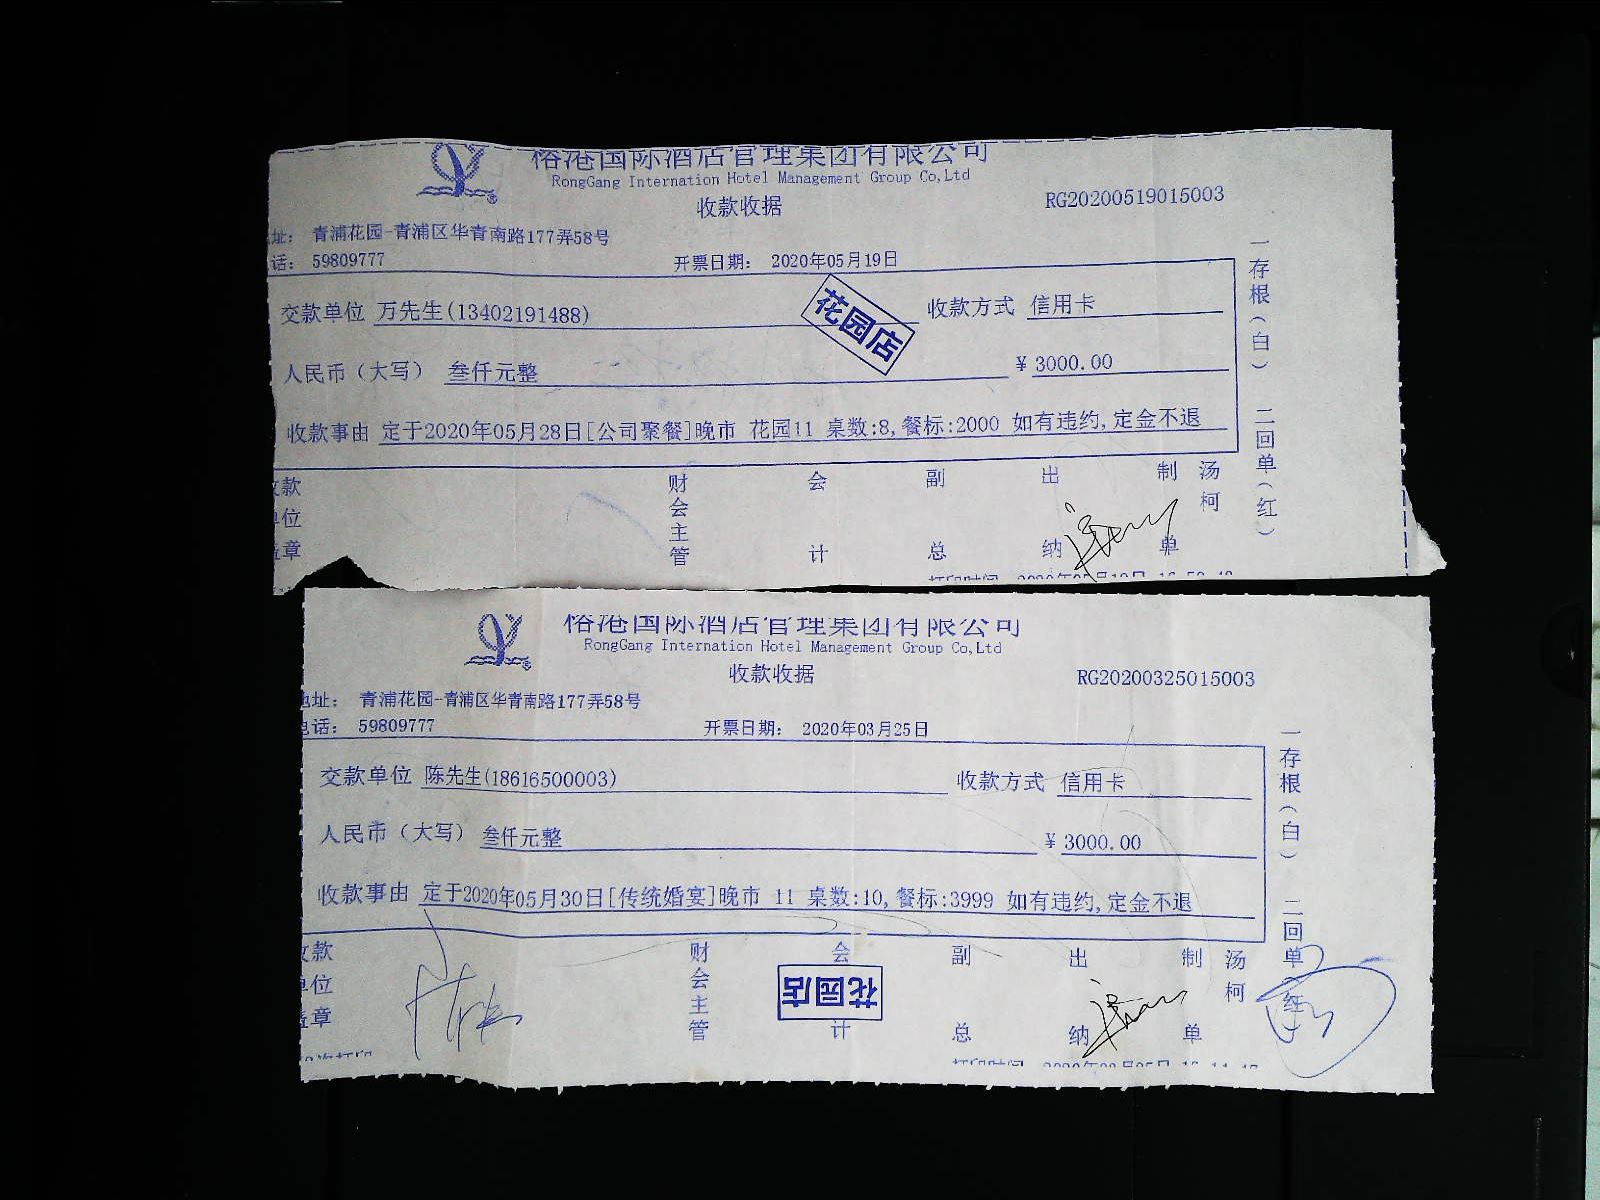 俗港国际酒店管理集团有限公司
RongGang Internation Hotel Management Group Co,Ltd
收款收据
RG20200519015003
址： 青浦花园-青浦区华青南路177弄58号
话： 59809777
开票日期： 2020年05月19日
交款单位 万先生(13402191488)
花园店
收款方式 信用卡
人民币（大写） 叁仟元整
¥ 3000.00
收款事由 定于2020年05月28日[公司聚餐]晚市 花园11 桌数:8,餐标:2000 如有违约,定金不退
一存根（白） 二回单（红）
款位章
财会主管
会计
副总
出纳
制单
汤柯
俗港国际酒店管理集团有限公司
RongGang Internation Hotel Management Group Co,Ltd
收款收据
RG20200325015003
地址： 青浦花园-青浦区华青南路177弄58号
电话： 59809777
开票日期： 2020年03月25日
交款单位 陈先生(18616500003)
收款方式 信用卡
人民币（大写） 叁仟元整
¥ 3000.00
收款事由 定于2020年05月30日[传统婚宴]晚市 11 桌数:10,餐标:3999 如有违约,定金不退
一存根（白） 二回单（红）
款位章
财会主管
会计
花园店
副总
出纳
制单
汤柯